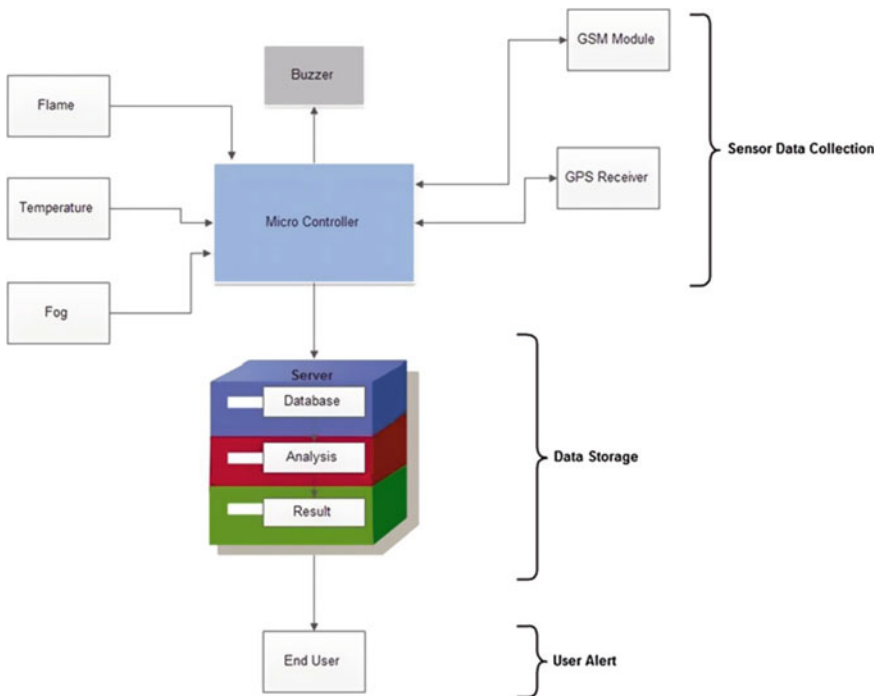 GSM Module
Buzzer
Flame
Sensor Data Collection
GPS Receiver
Temperature
Micro Controller
Fog
Server
Database
Analysis
Data Storage
Result
End User
User Alert